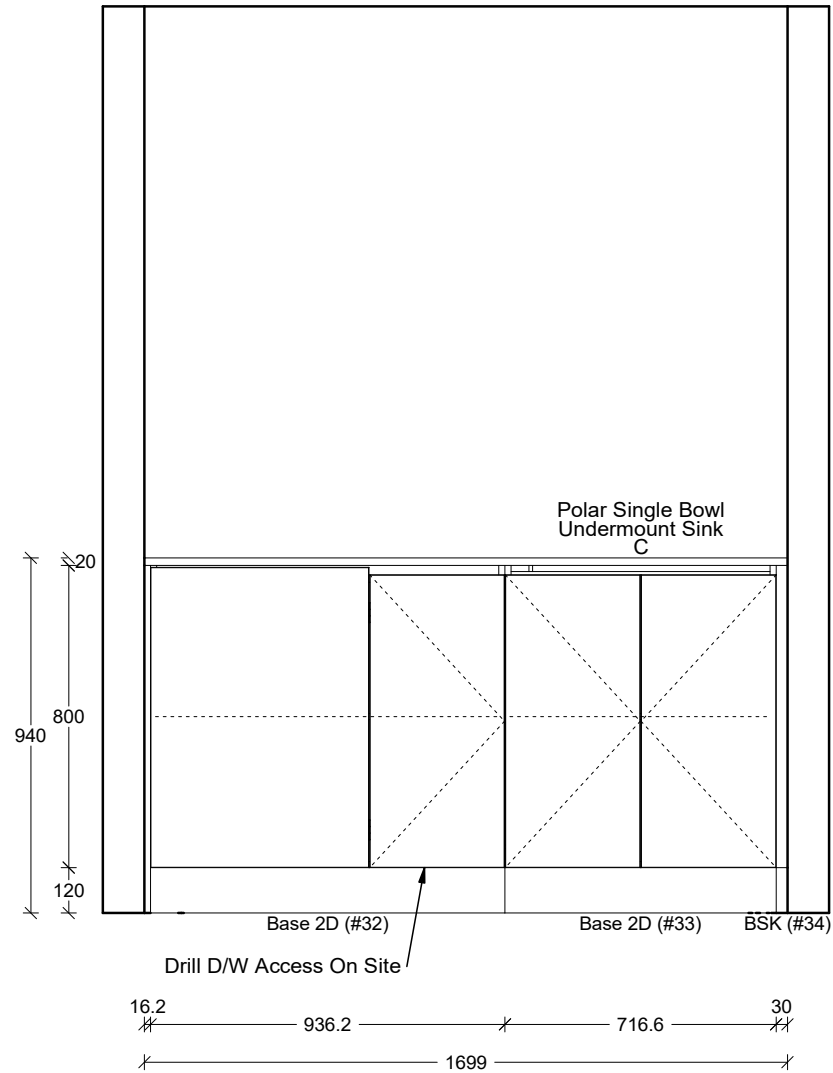 Polar Single Bowl
Undermount Sink
C
20
800
940
120
Base 2D (#32)
Base 2D (#33)
BSK (#34)
Drill D/W Access On Site
16.2
936.2
716.6
30
1699